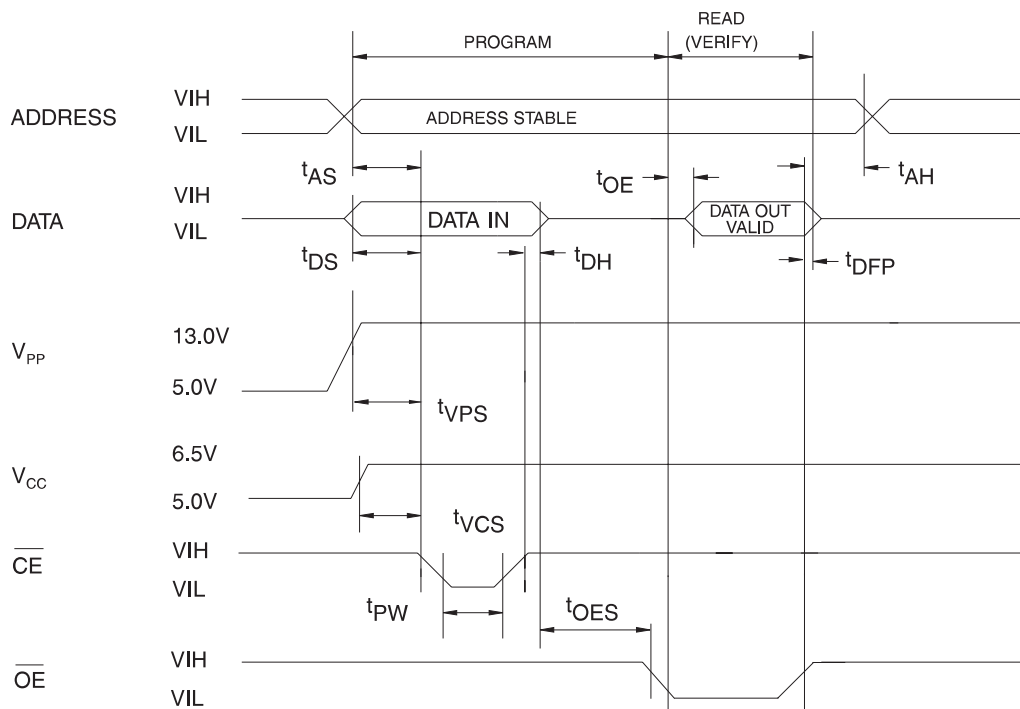 PROGRAM
READ
(VERIFY)
ADDRESS
VIH
VIL
ADDRESS STABLE
tAS
tOE
tAH
DATA
VIH
VIL
DATA IN
DATA OUT
VALID
tDS
tDH
tDFP
VPP
13.0V
5.0V
tVPS
VCC
6.5V
5.0V
tVCS
CE
VIH
VIL
tPW
tOES
OE
VIH
VIL